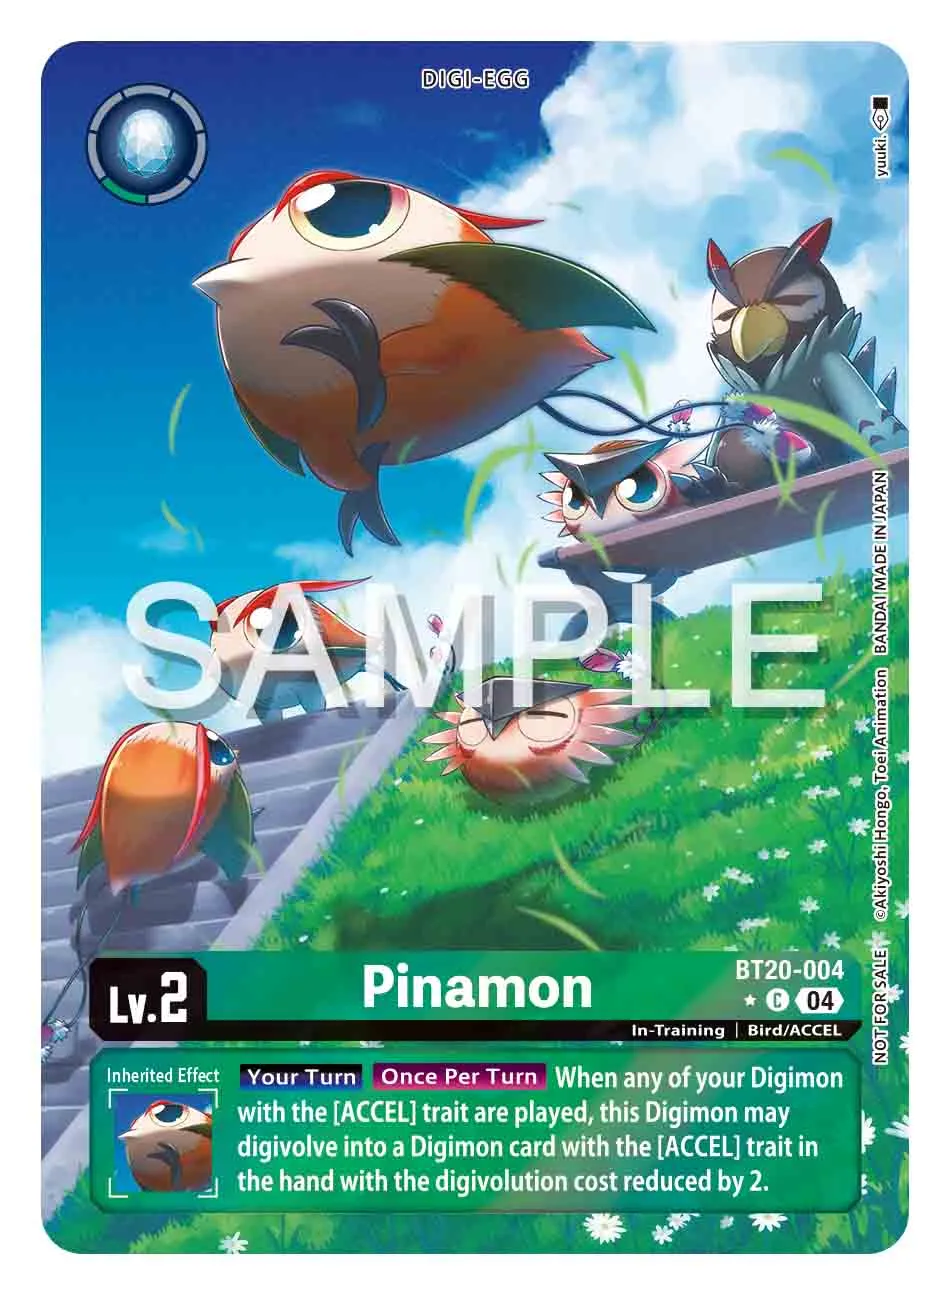 DIGI-EGG
yuuki.
SAMPLE
BANDAI MADE IN JAPAN
©Akiyoshi Hongo, Toei Animation
NOT FOR SALE
Lv.2
Pinamon
BT20-004
C 04
In-Training | Bird/ACCEL
Inherited Effect
Your Turn Once Per Turn When any of your Digimon
with the [ACCEL] trait are played, this Digimon may
digivolve into a Digimon card with the [ACCEL] trait in
the hand with the digivolution cost reduced by 2.